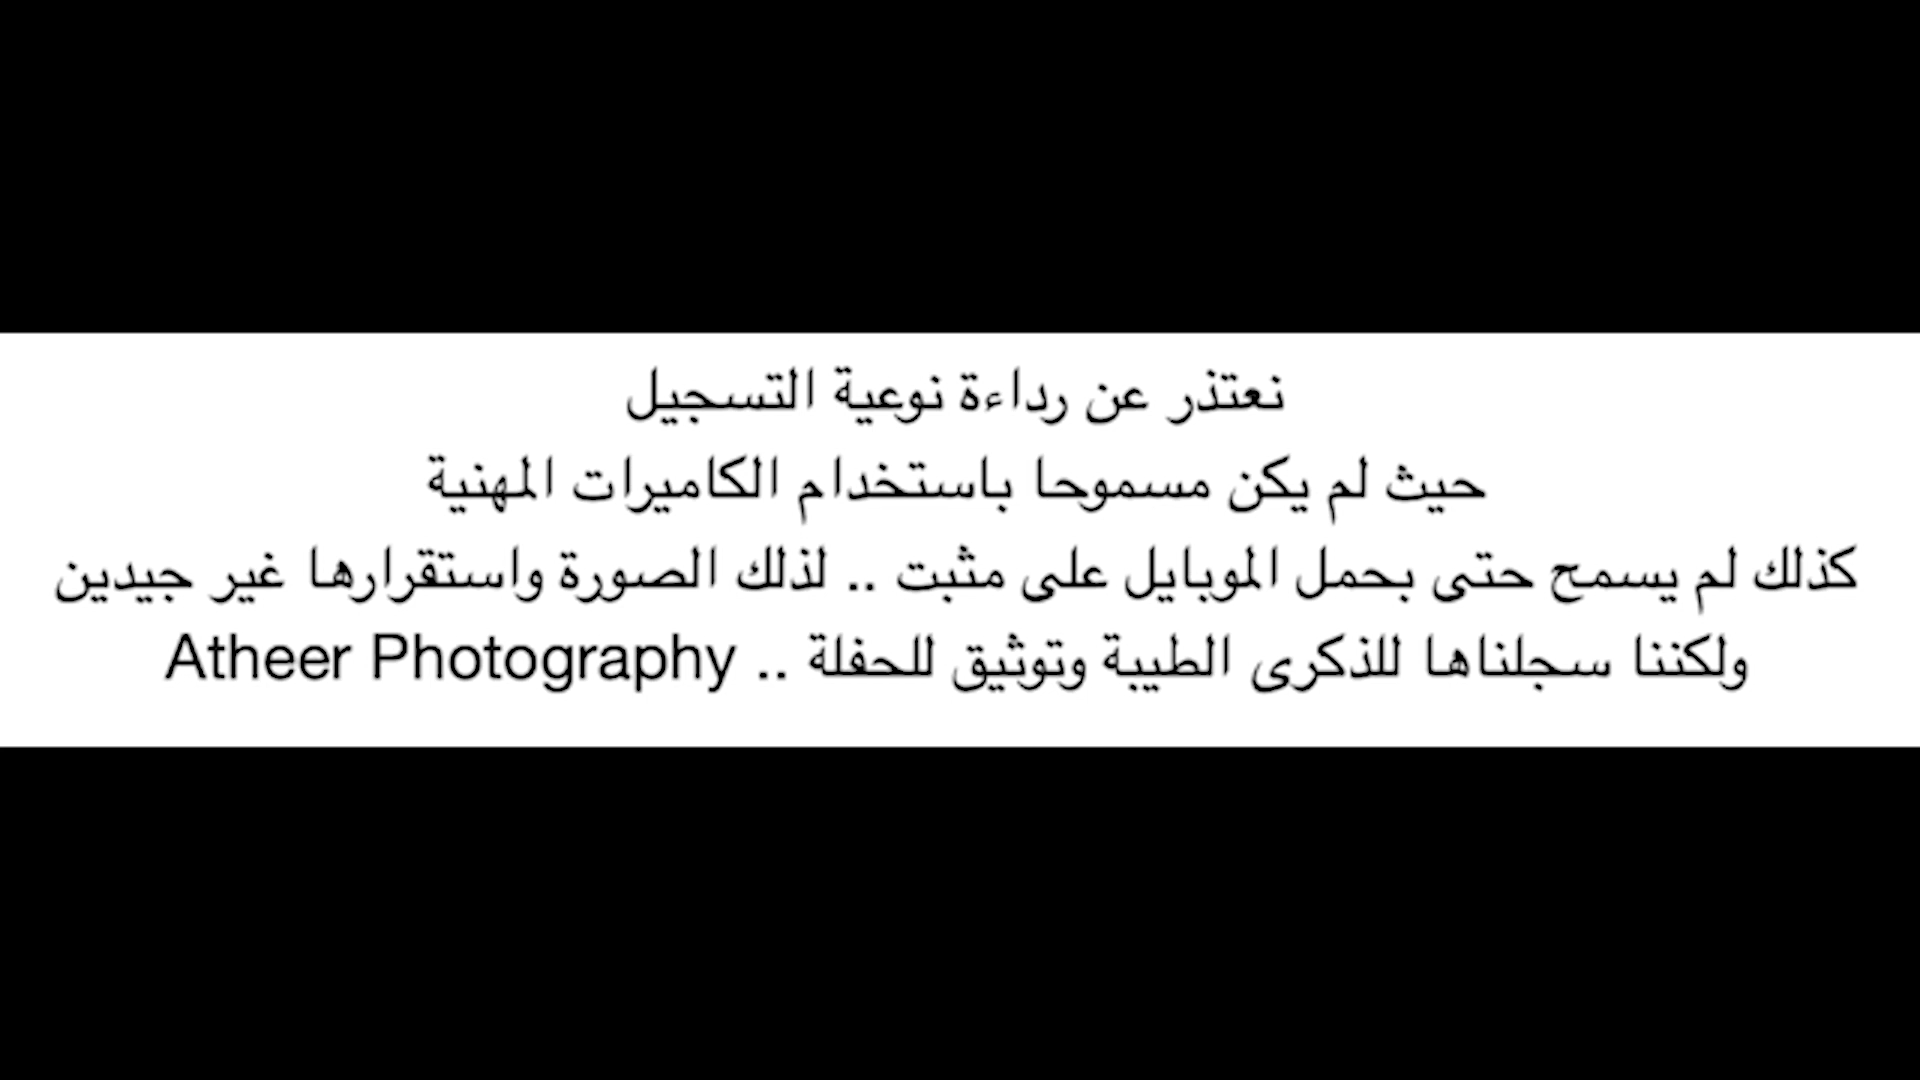 نعتذر عن رداءة نوعية التسجيل
حيث لم يكن مسموحا باستخدام الكاميرات المهنية
كذلك لم يسمح حتى بحمل الموبايل على مثبت .. لذلك الصورة واستقرارها غير جيدين
ولكننا سجلناها للذكرى الطيبة وتوثيق للحفلة .. Atheer Photography